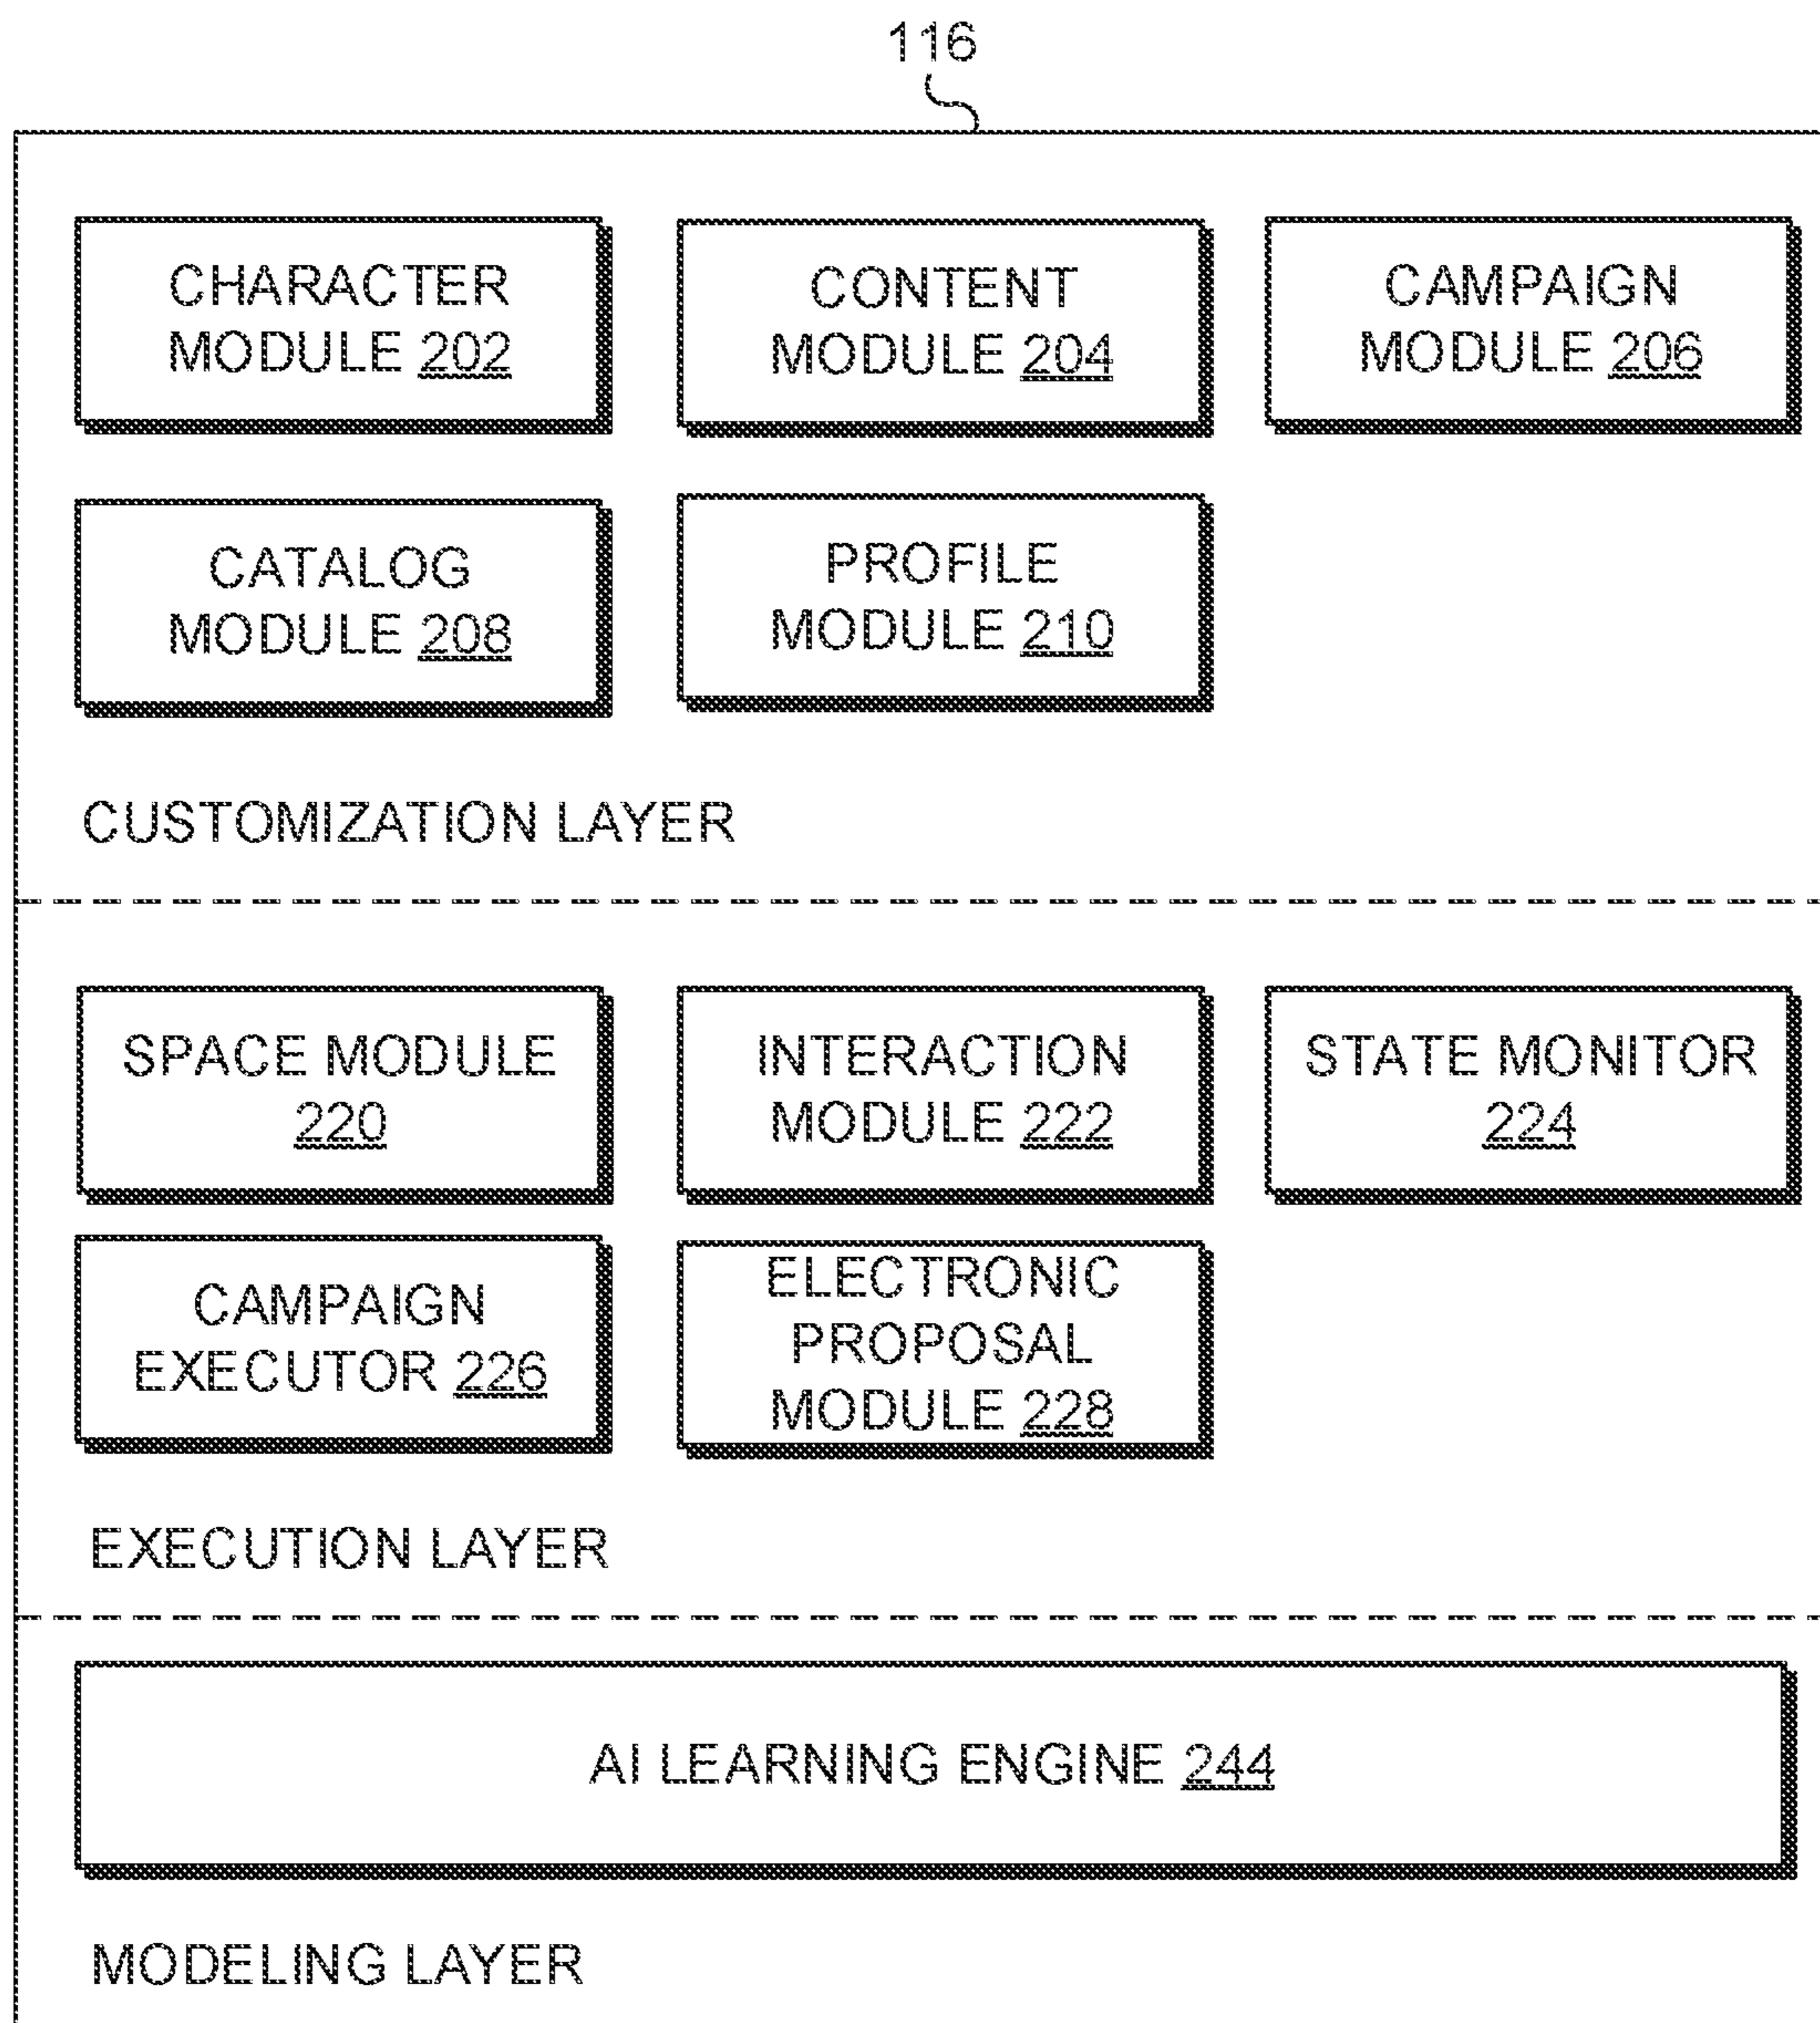 116
CHARACTER
MODULE 202
CONTENT
MODULE 204
CAMPAIGN
MODULE 206
CATALOG
MODULE 208
PROFILE
MODULE 210
CUSTOMIZATION LAYER
SPACE MODULE
220
INTERACTION
MODULE 222
STATE MONITOR
224
CAMPAIGN
EXECUTOR 226
ELECTRONIC
PROPOSAL
MODULE 228
EXECUTION LAYER
AI LEARNING ENGINE 244
MODELING LAYER